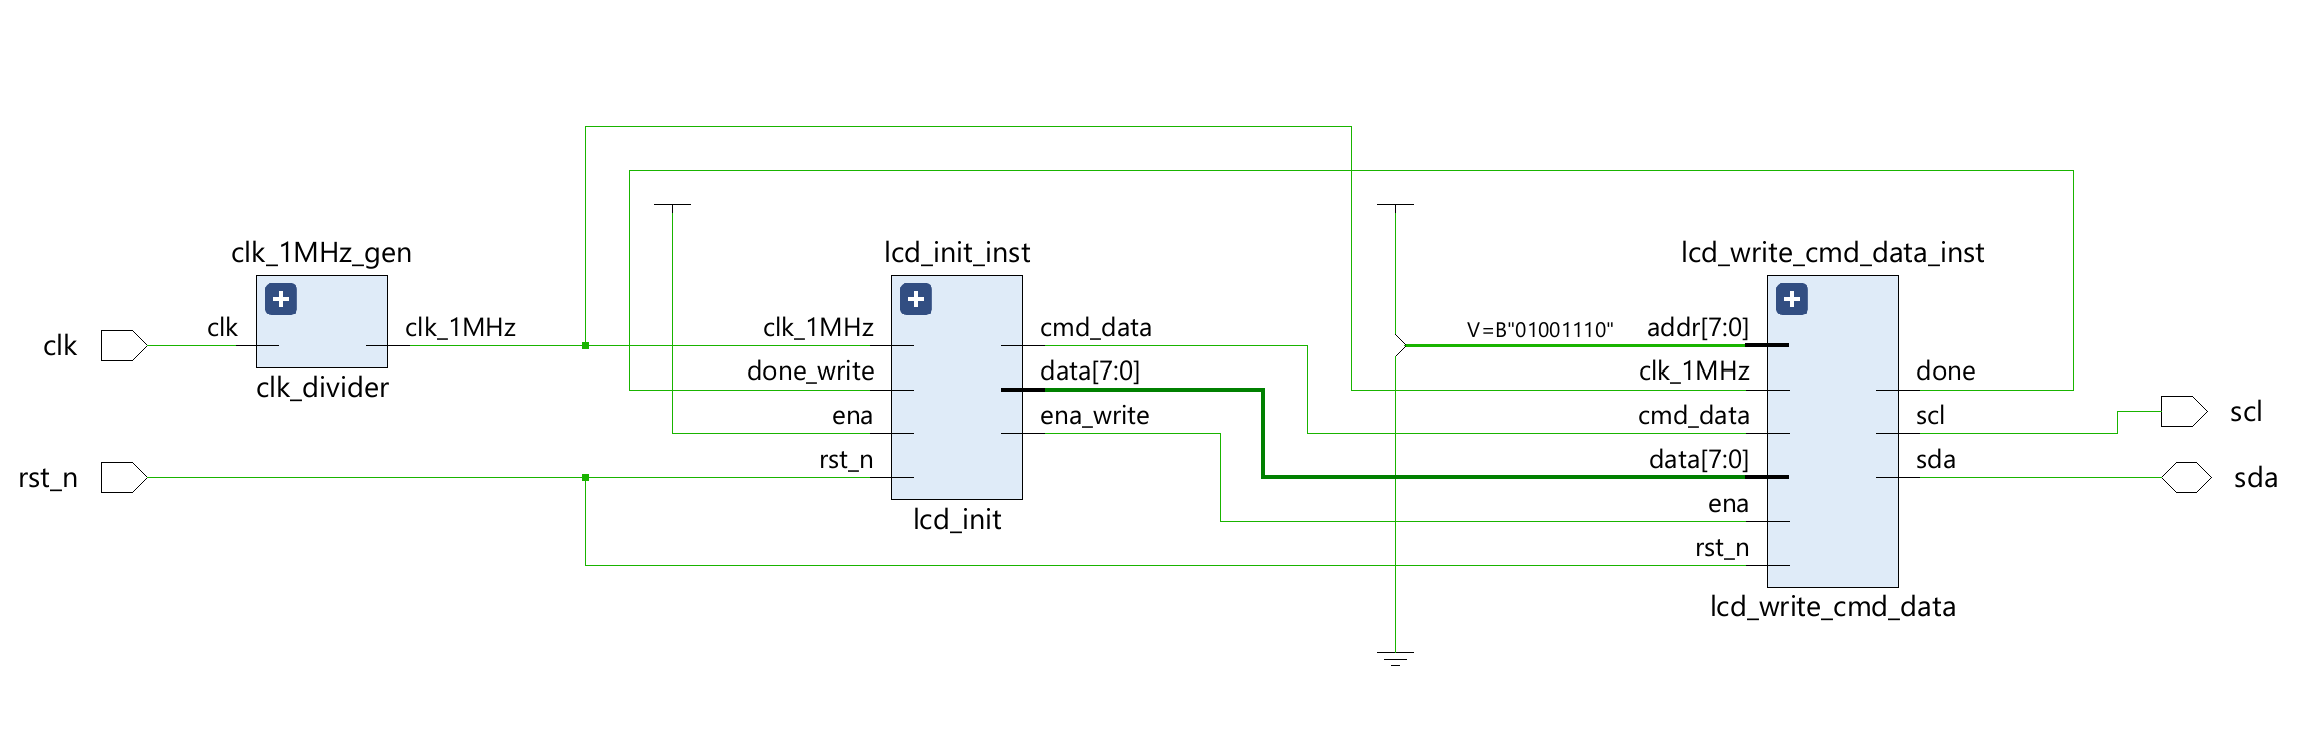 clk_1MHz_gen
clk
clk
clk_1MHz
clk_divider
rst_n
lcd_init_inst
clk_1MHz
cmd_data
done_write
data[7:0]
ena
ena_write
rst_n
lcd_init
lcd_write_cmd_data_inst
V=B"01001110"
addr[7:0]
clk_1MHz
done
cmd_data
scl
scl
data[7:0]
sda
sda
ena
rst_n
lcd_write_cmd_data